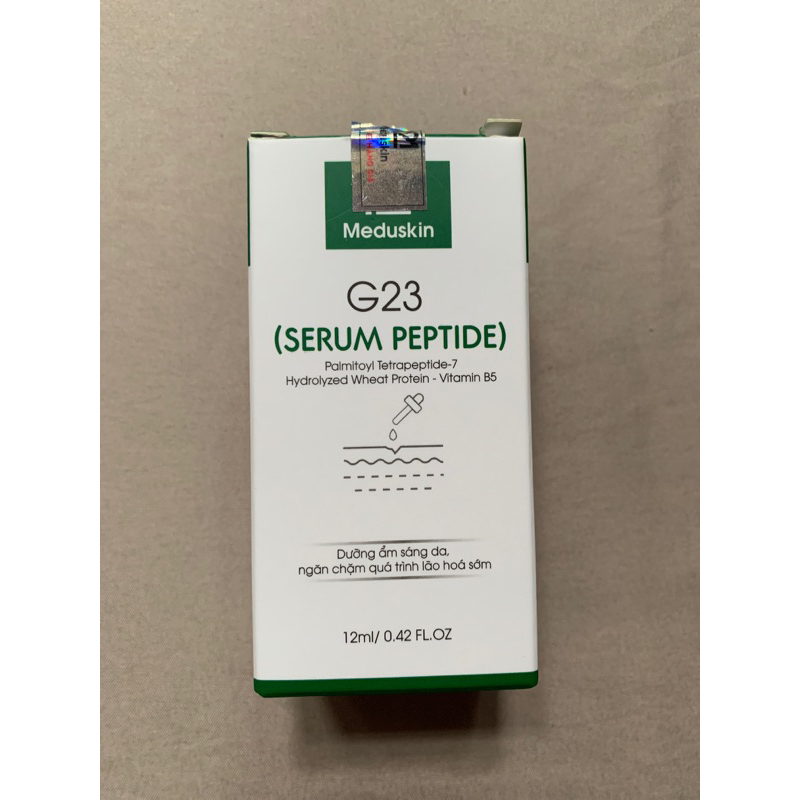 Meduskin
G23
(SERUM PEPTIDE)
Palmitoyl Tetrapeptide-7
Hydrolyzed Wheat Protein - Vitamin B5
Dưỡng ẩm sáng da,
ngăn chặm quá trình lão hoá sớm
12ml/ 0.42 FL.OZ